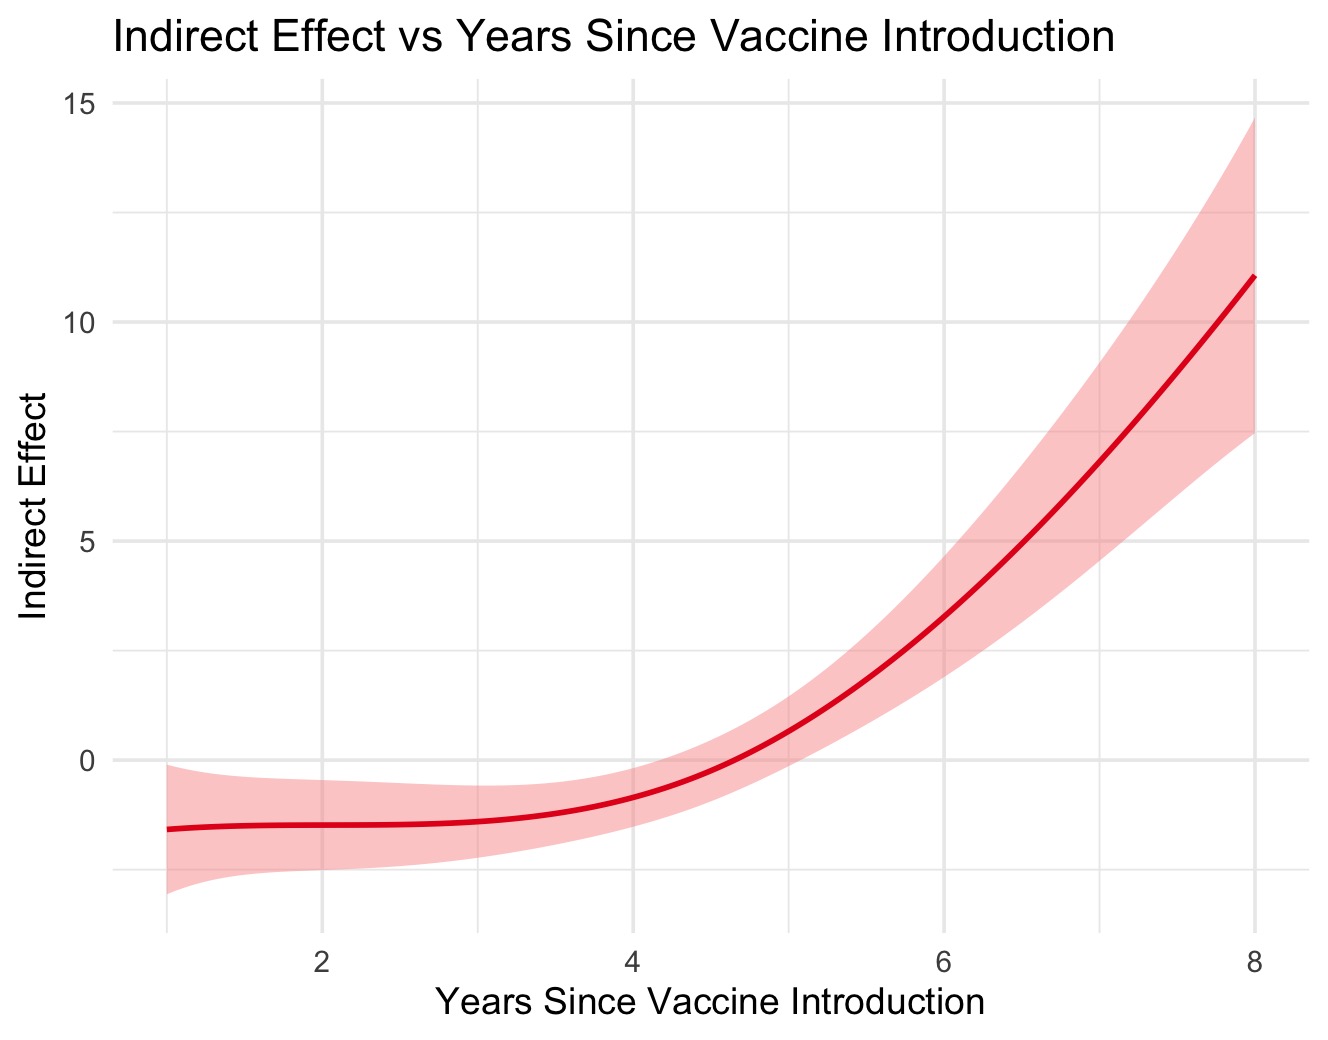 Indirect Effect vs Years Since Vaccine Introduction
15
10
5
0
Indirect Effect
2 4 6 8
Years Since Vaccine Introduction